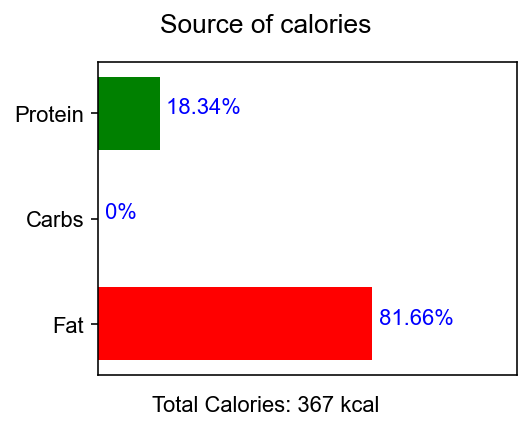 Source of calories
Protein
18.34%
Carbs
0%
Fat
81.66%
Total Calories: 367 kcal